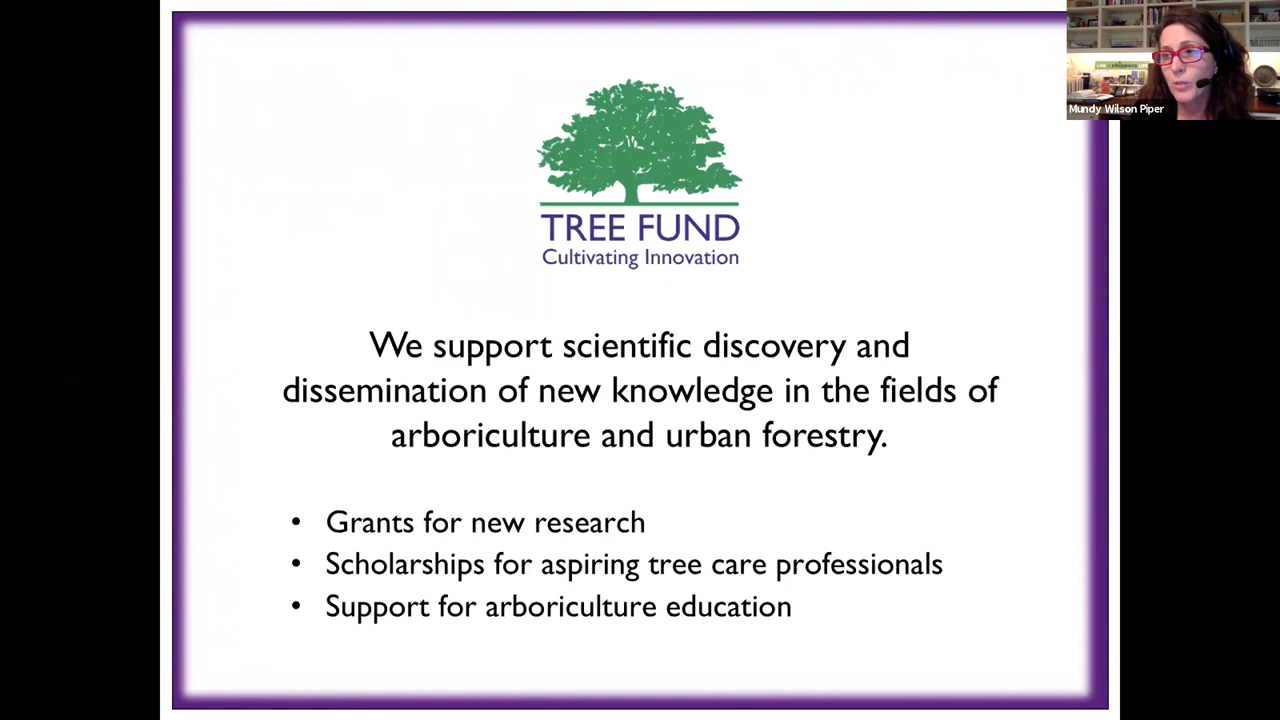 Mundy Wilson Piper
TREE FUND
Cultivating Innovation
We support scientific discovery and
dissemination of new knowledge in the fields of
arboriculture and urban forestry.
• Grants for new research
• Scholarships for aspiring tree care professionals
• Support for arboriculture education